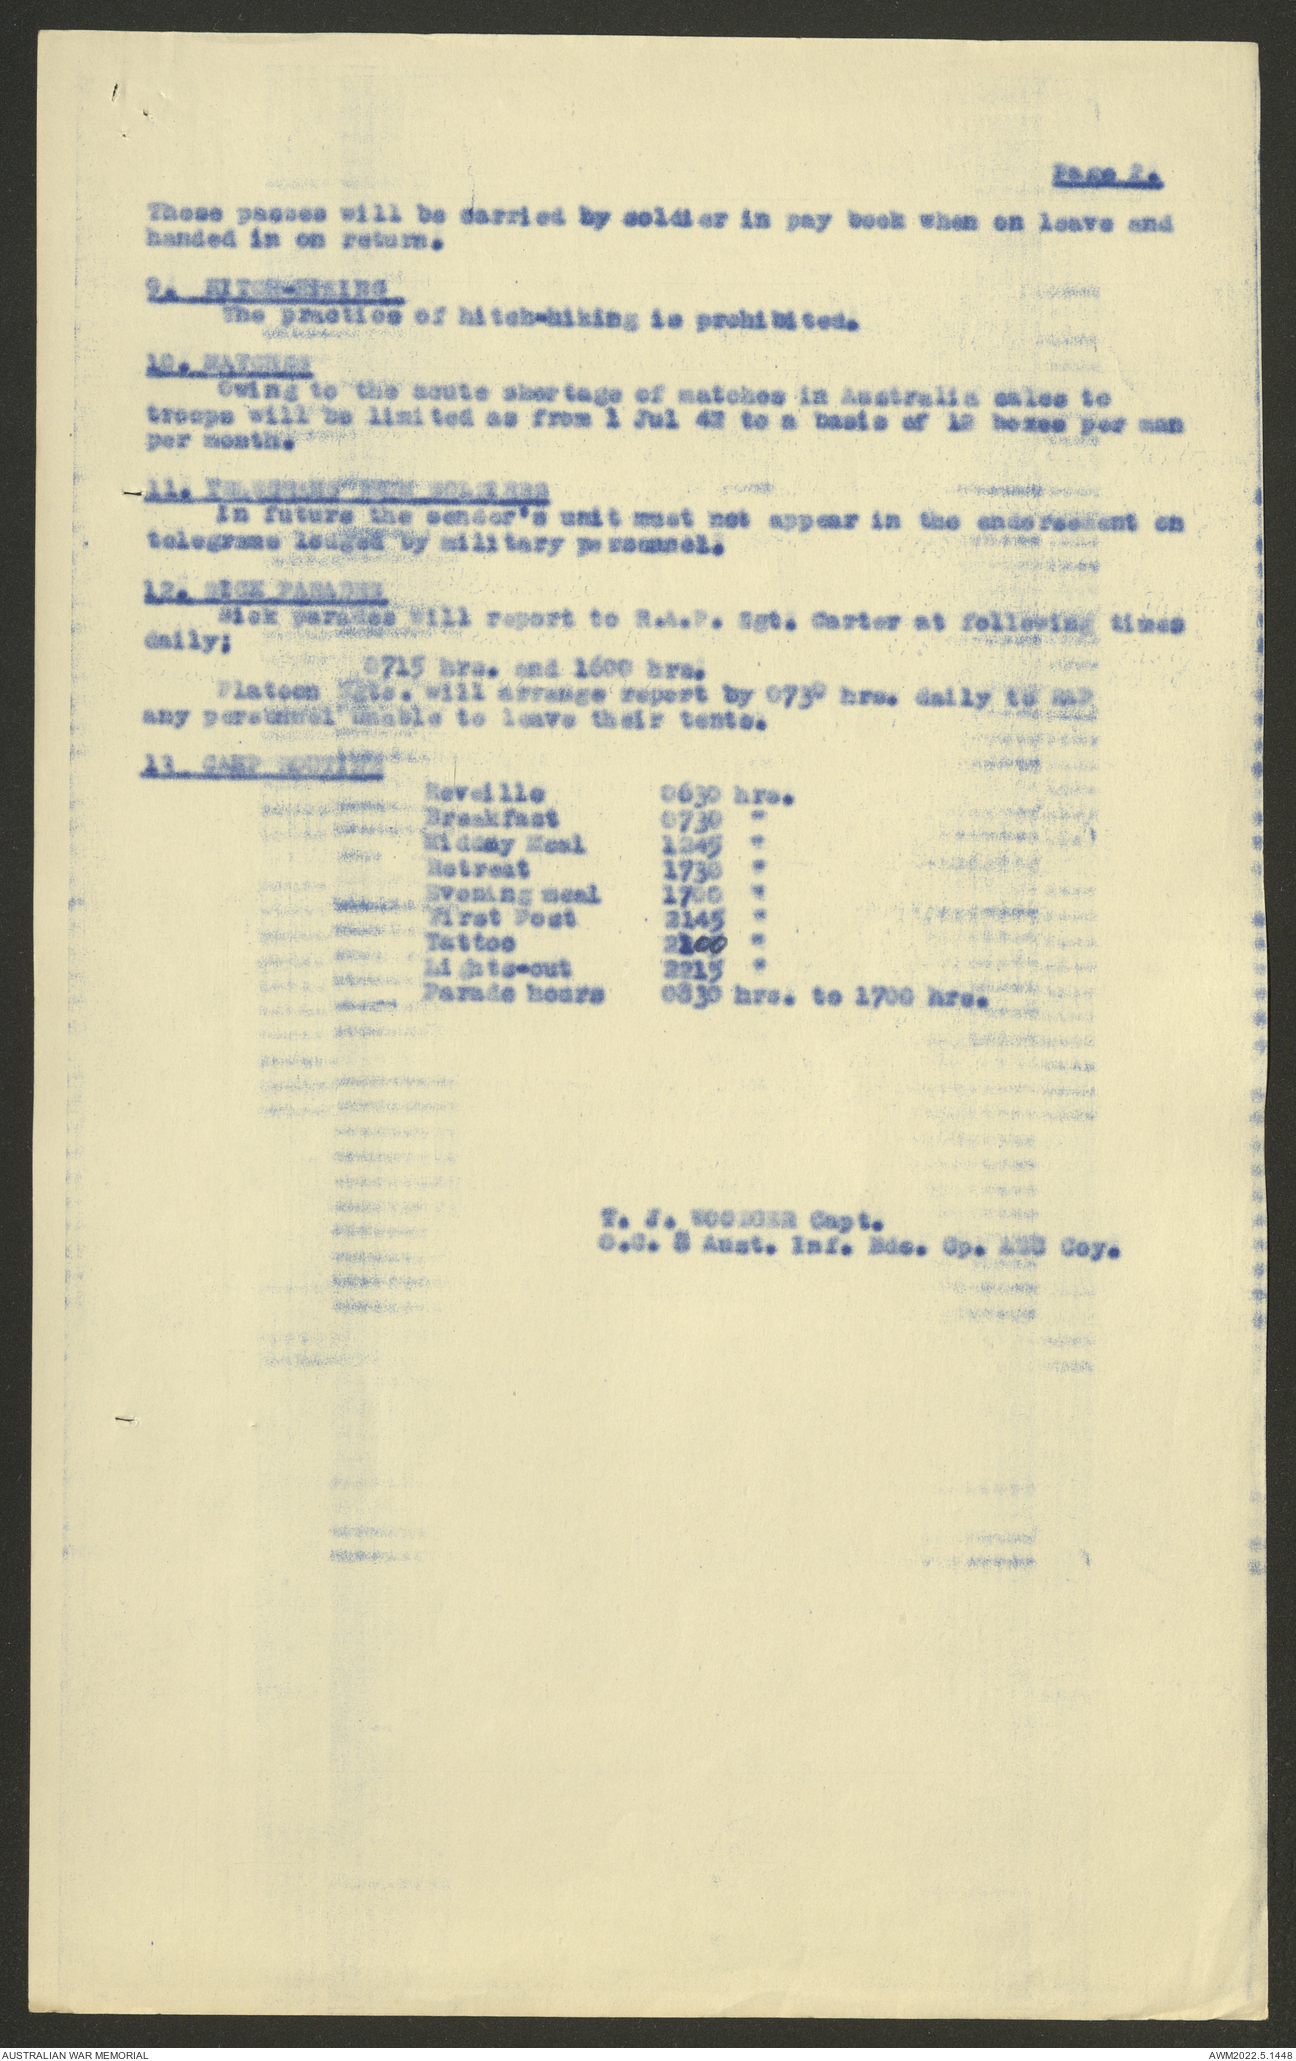 Page 2.
These passes will be carried by soldier in pay book when on leave and
handed in on return.
9. HITCH-HIKING
The practice of hitch-hiking is prohibited.
10. MATCHES
Owing to the acute shortage of matches in Australia sales to
troops will be limited as from 1 Jul 42 to a basis of 12 boxes per man
per month.
11. TELEGRAMS FROM SOLDIERS
In future the sender's unit must not appear in the endorsement on
telegrams lodged by military personnel.
12. SICK PARADES
Sick parades will report to R.A.P. Sgt. Carter at following times
daily;
0715 hrs. and 1600 hrs.
Platoon Sgts. will arrange report by 0730 hrs. daily to RAP
any personnel unable to leave their tents.
13. CAMP ROUTINE
Reveille 0630 hrs.
Breakfast 0730 "
Midday Meal 1245 "
Retreat 1730 "
Evening meal 1700 "
First Post 2145 "
Tattoo 2100 "
Lights-out 2215 "
Parade hours 0830 hrs. to 1700 hrs.
T. J. Capt.
O.C. Aust. Inf. Bde. Gp. ASC Coy.
AUSTRALIAN WAR MEMORIAL
AWM2022.5.1448